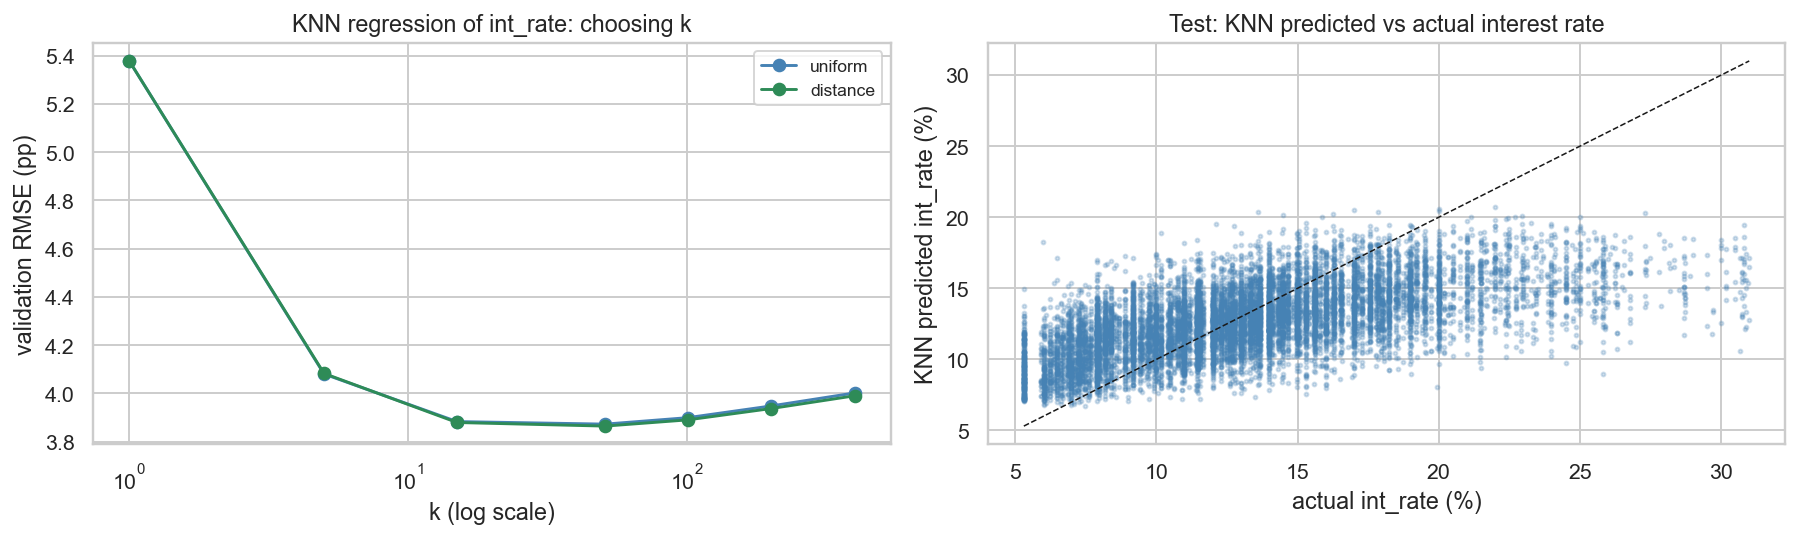 KNN regression of int_rate: choosing k
validation RMSE (pp)
5.4
5.2
5.0
4.8
4.6
4.4
4.2
4.0
3.8
uniform
distance
10^0 10^1 10^2
k (log scale)
Test: KNN predicted vs actual interest rate
KNN predicted int_rate (%)
30
25
20
15
10
5
5 10 15 20 25 30
actual int_rate (%)